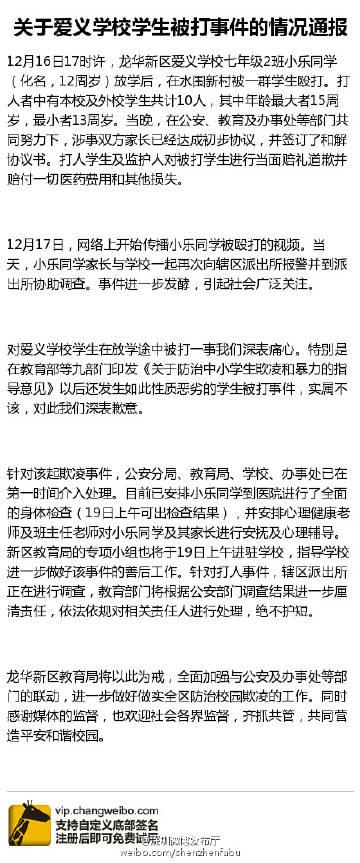 关于爱义学校学生被打事件的情况通报
12月16日17时许，龙华新区爱义学校七年级2班小乐同学
（化名，12周岁）放学后，在水围新村被一群学生殴打。打
人者中有本校及外校学生共计10人，其中年龄最大者15周
岁，最小者13周岁。当晚，在公安、教育及办事处等部门共
同努力下，涉事双方家长已经达成初步协议，并签订了和解
协议书。打人学生及监护人对被打学生进行当面赔礼道歉并
赔付一切医药费用和其他损失。
12月17日，网络上开始传播小乐同学被殴打的视频。当
天，小乐同学家长与学校一起再次向辖区派出所报警并到派
出所协助调查。事件进一步发酵，引起社会广泛关注。
对爱义学校学生在放学途中被打一事我们深表痛心。特别是
在教育部等九部门印发《关于防治中小学生欺凌和暴力的指
导意见》以后还发生如此性质恶劣的学生被打事件，实属不
该，对此我们深表歉意。
针对该起欺凌事件，公安分局、教育局、学校、办事处已在
第一时间介入处理。目前已安排小乐同学到医院进行了全面
的身体检查（19日上午可出检查结果），并安排心理健康老
师及班主任老师对小乐同学及其家长进行安抚及心理辅导。
新区教育局的专项小组也将于19日上午进驻学校，指导学校
进一步做好该事件的善后工作。针对打人事件，辖区派出所
正在进行调查，教育部门将根据公安部门调查结果进一步厘
清责任，依法依规对相关责任人进行处理，绝不护短。
龙华新区教育局将以此为戒，全面加强与公安及办事处等部
门的联动，进一步做好做实全区防治校园欺凌的工作。同时
感谢媒体的监督，也欢迎社会各界监督，齐抓共管，共同营
造平安和谐校园。
vip.changweibo.com
支持自定义底部签名
注册后即可免费试用
@深圳微博发布厅
weibo.com/shenzhenfabu